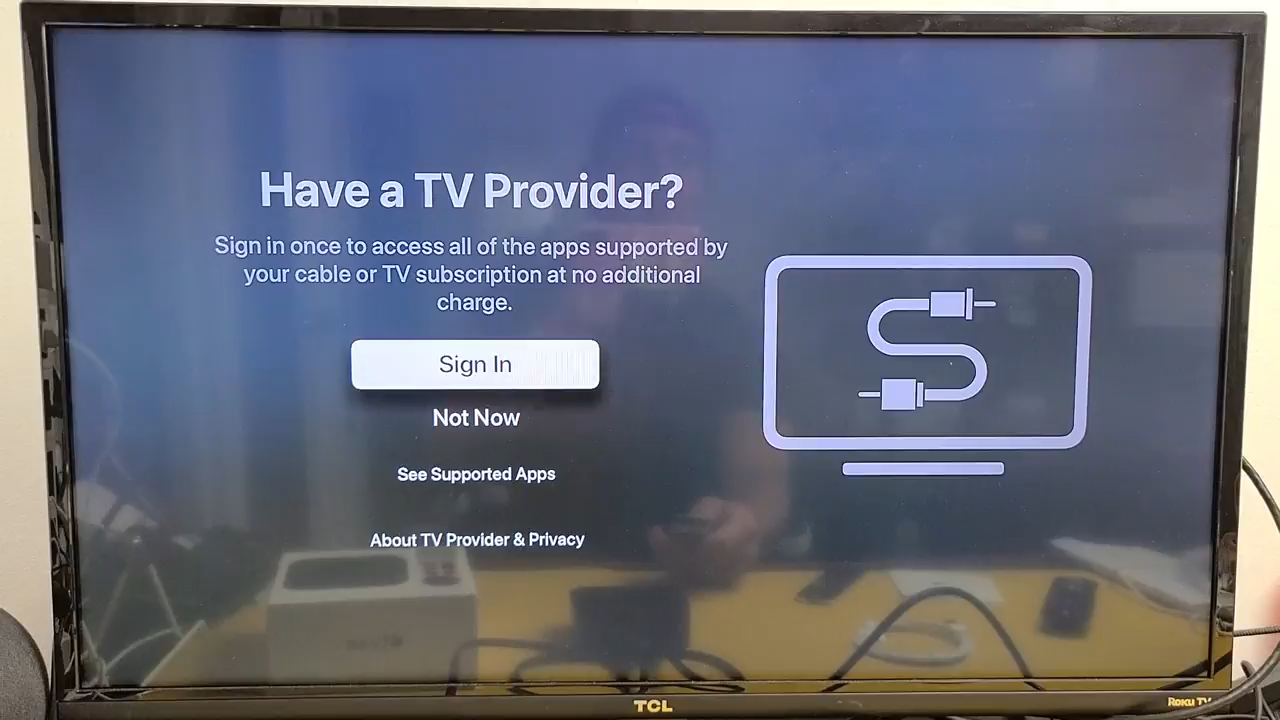 Have a TV Provider?
Sign in once to access all of the apps supported by
your cable or TV subscription at no additional
charge.
Sign In
Not Now
See Supported Apps
About TV Provider & Privacy
TCL
Roku TV